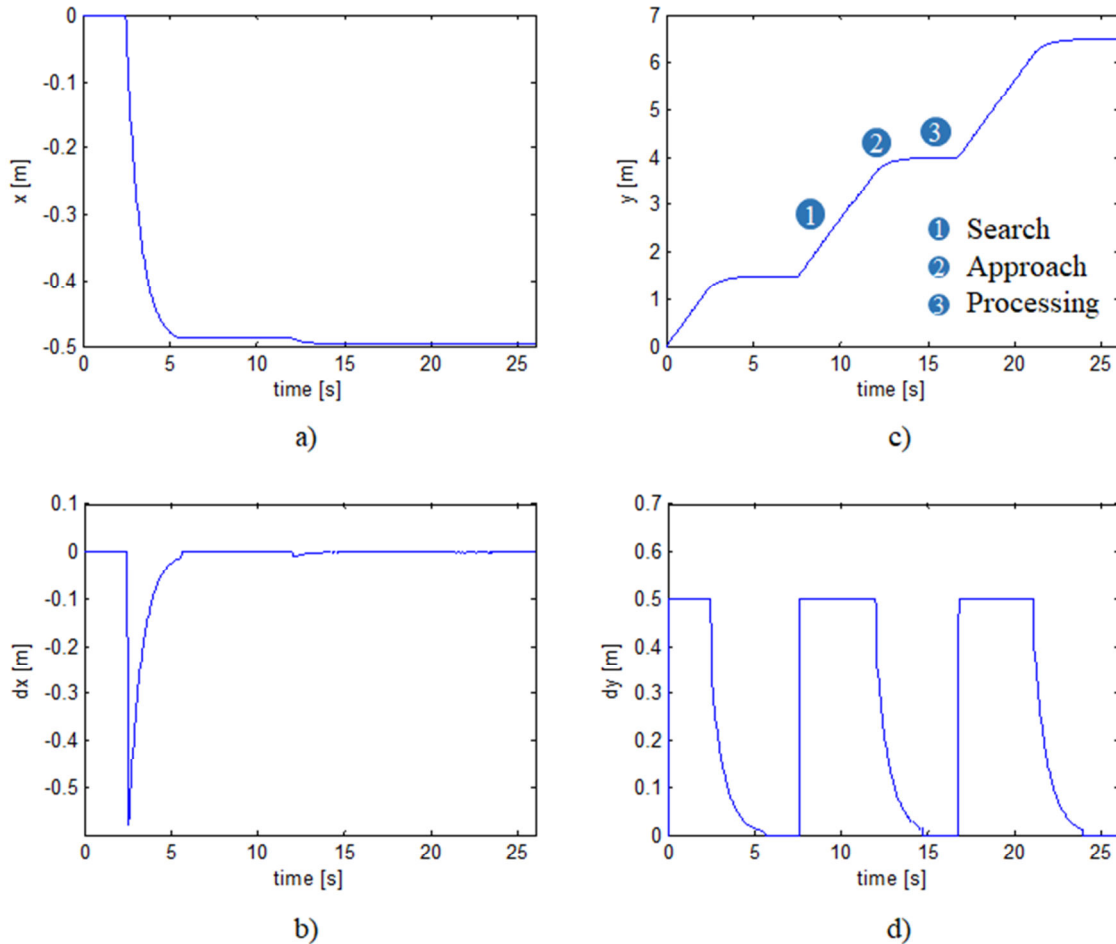 0
-0.1
-0.2
-0.3
-0.4
-0.5
x [m]
0 5 10 15 20 25
time [s]
a)
7
6
5
4
3
2
1
0
y [m]
1
2
3
1 Search
2 Approach
3 Processing
0 5 10 15 20 25
time [s]
c)
0.1
0
-0.1
-0.2
-0.3
-0.4
-0.5
dx [m]
0 5 10 15 20 25
time [s]
b)
0.7
0.6
0.5
0.4
0.3
0.2
0.1
0
dy [m]
0 5 10 15 20 25
time [s]
d)